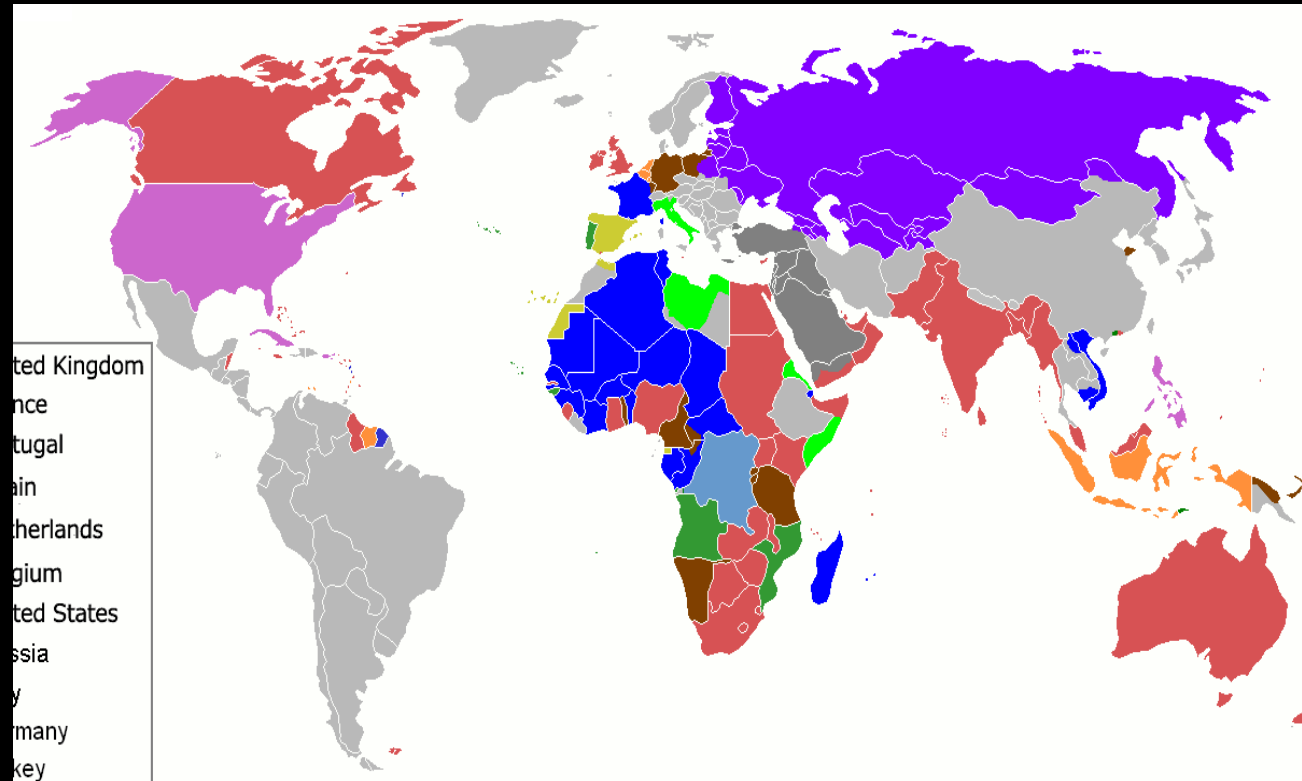 ted Kingdom
nce
tugal
ain
therlands
gium
ted States
ssia
y
rmany
key